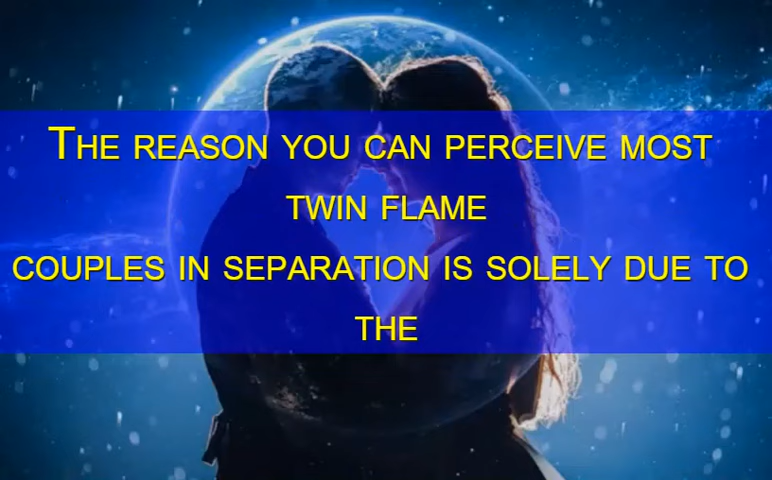 The reason you can perceive most
twin flame
couples in separation is solely due to
the